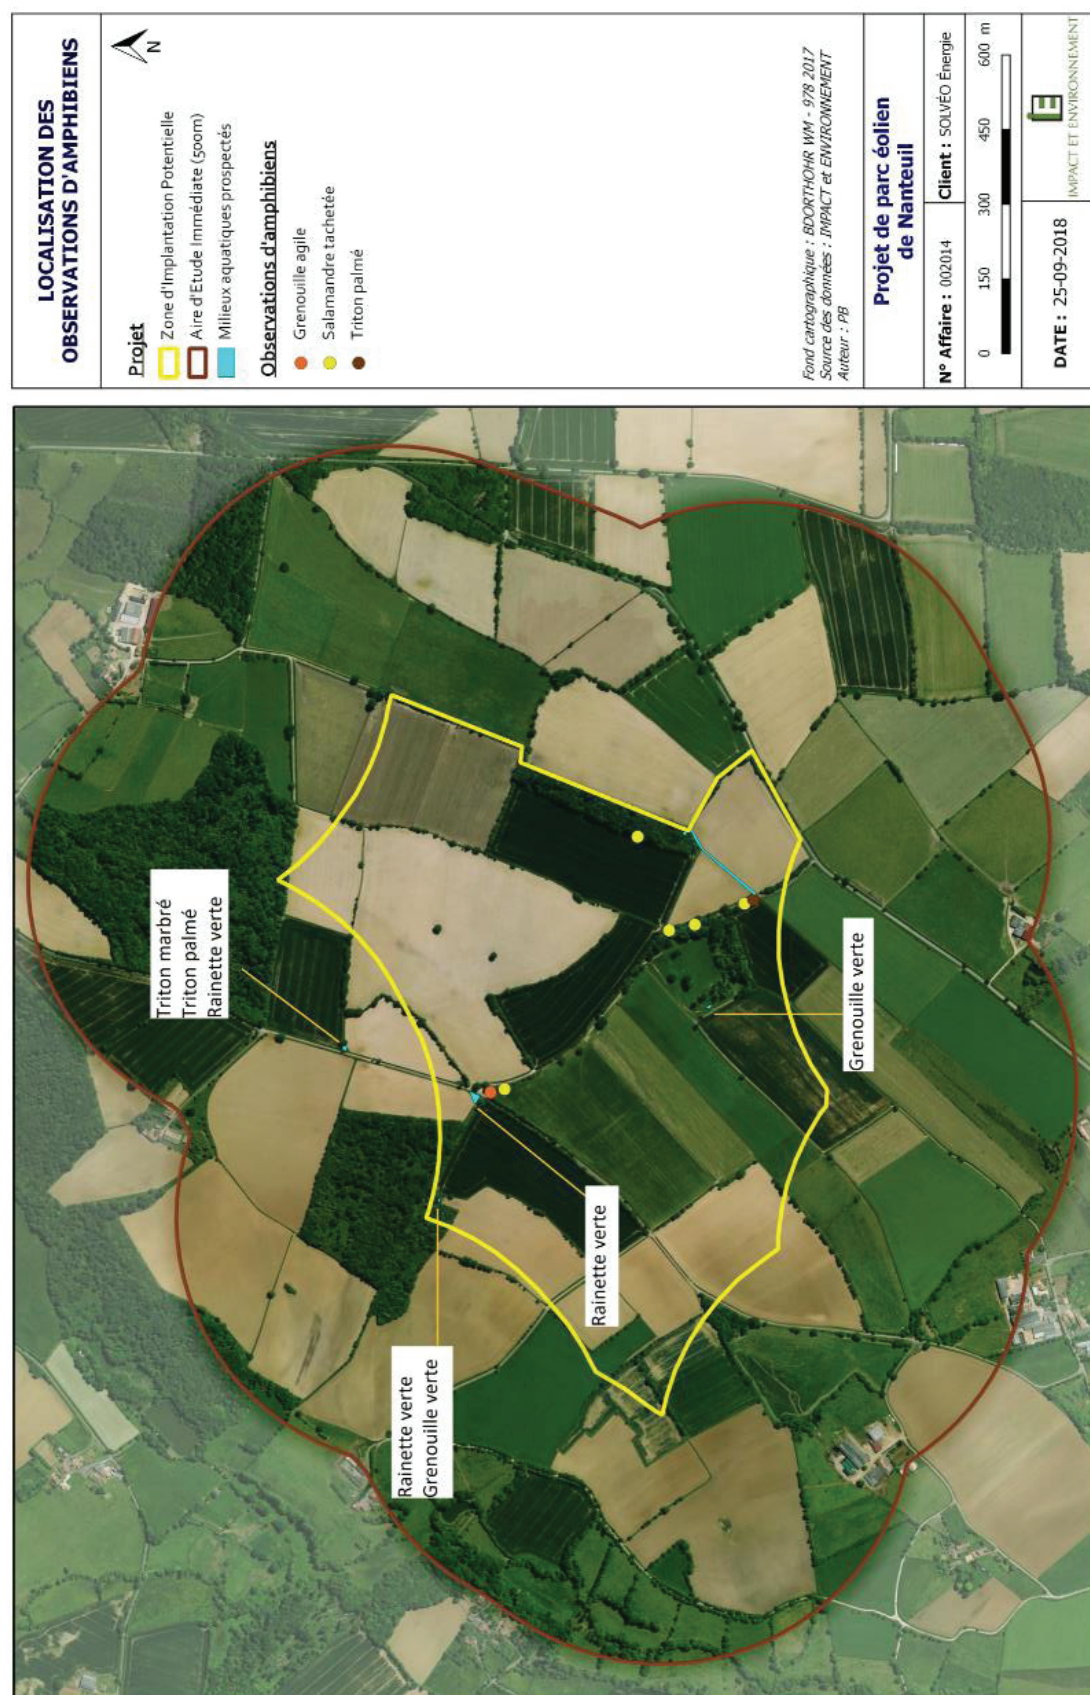 LOCALISATION DES
OBSERVATIONS D'AMPHIBIENS
N
Projet
Zone d'Implantation Potentielle
Aire d'Etude Immédiate (500m)
Milieux aquatiques prospectés
Observations d'amphibiens
Grenouille agile
Salamandre tachetée
Triton palmé
Fond cartographique : BDORTHOHR WM - 978 2017
Source des données : IMPACT et ENVIRONNEMENT
Auteur : PB
Projet de parc éolien
de Nanteuil
N° Affaire : 002014
Client : SOLVÉO Énergie
0 150 300 450 600 m
DATE : 25-09-2018
IE
IMPACT ET ENVIRONNEMENT
Triton marbré
Triton palmé
Rainette verte
Rainette verte
Grenouille verte
Rainette verte
Grenouille verte